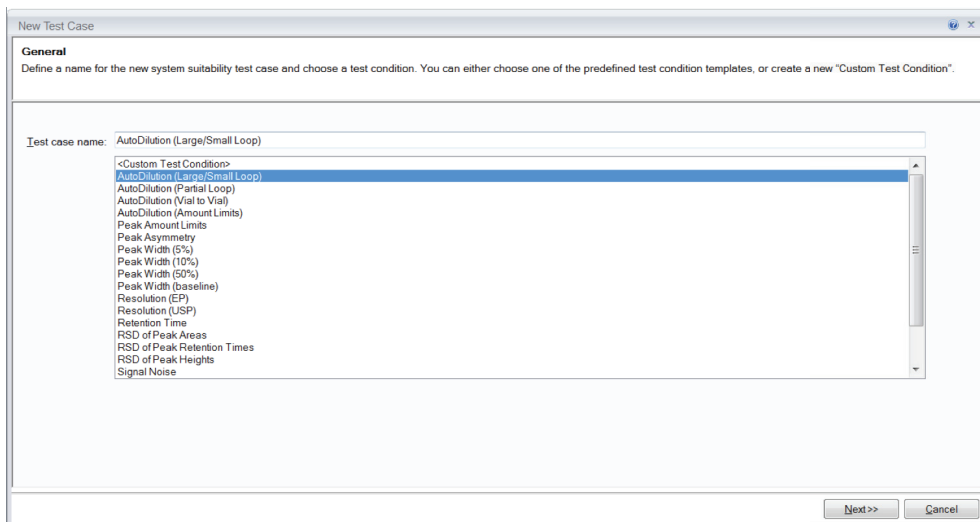 New Test Case
General
Define a name for the new system suitability test case and choose a test condition. You can either choose one of the predefined test condition templates, or create a new "Custom Test Condition".
Test case name: AutoDilution (Large/Small Loop)
<Custom Test Condition>
AutoDilution (Large/Small Loop)
AutoDilution (Partial Loop)
AutoDilution (Vial to Vial)
AutoDilution (Amount Limits)
Peak Amount Limits
Peak Asymmetry
Peak Width (5%)
Peak Width (10%)
Peak Width (50%)
Peak Width (baseline)
Resolution (EP)
Resolution (USP)
Retention Time
RSD of Peak Areas
RSD of Peak Retention Times
RSD of Peak Heights
Signal Noise
Next >> Cancel